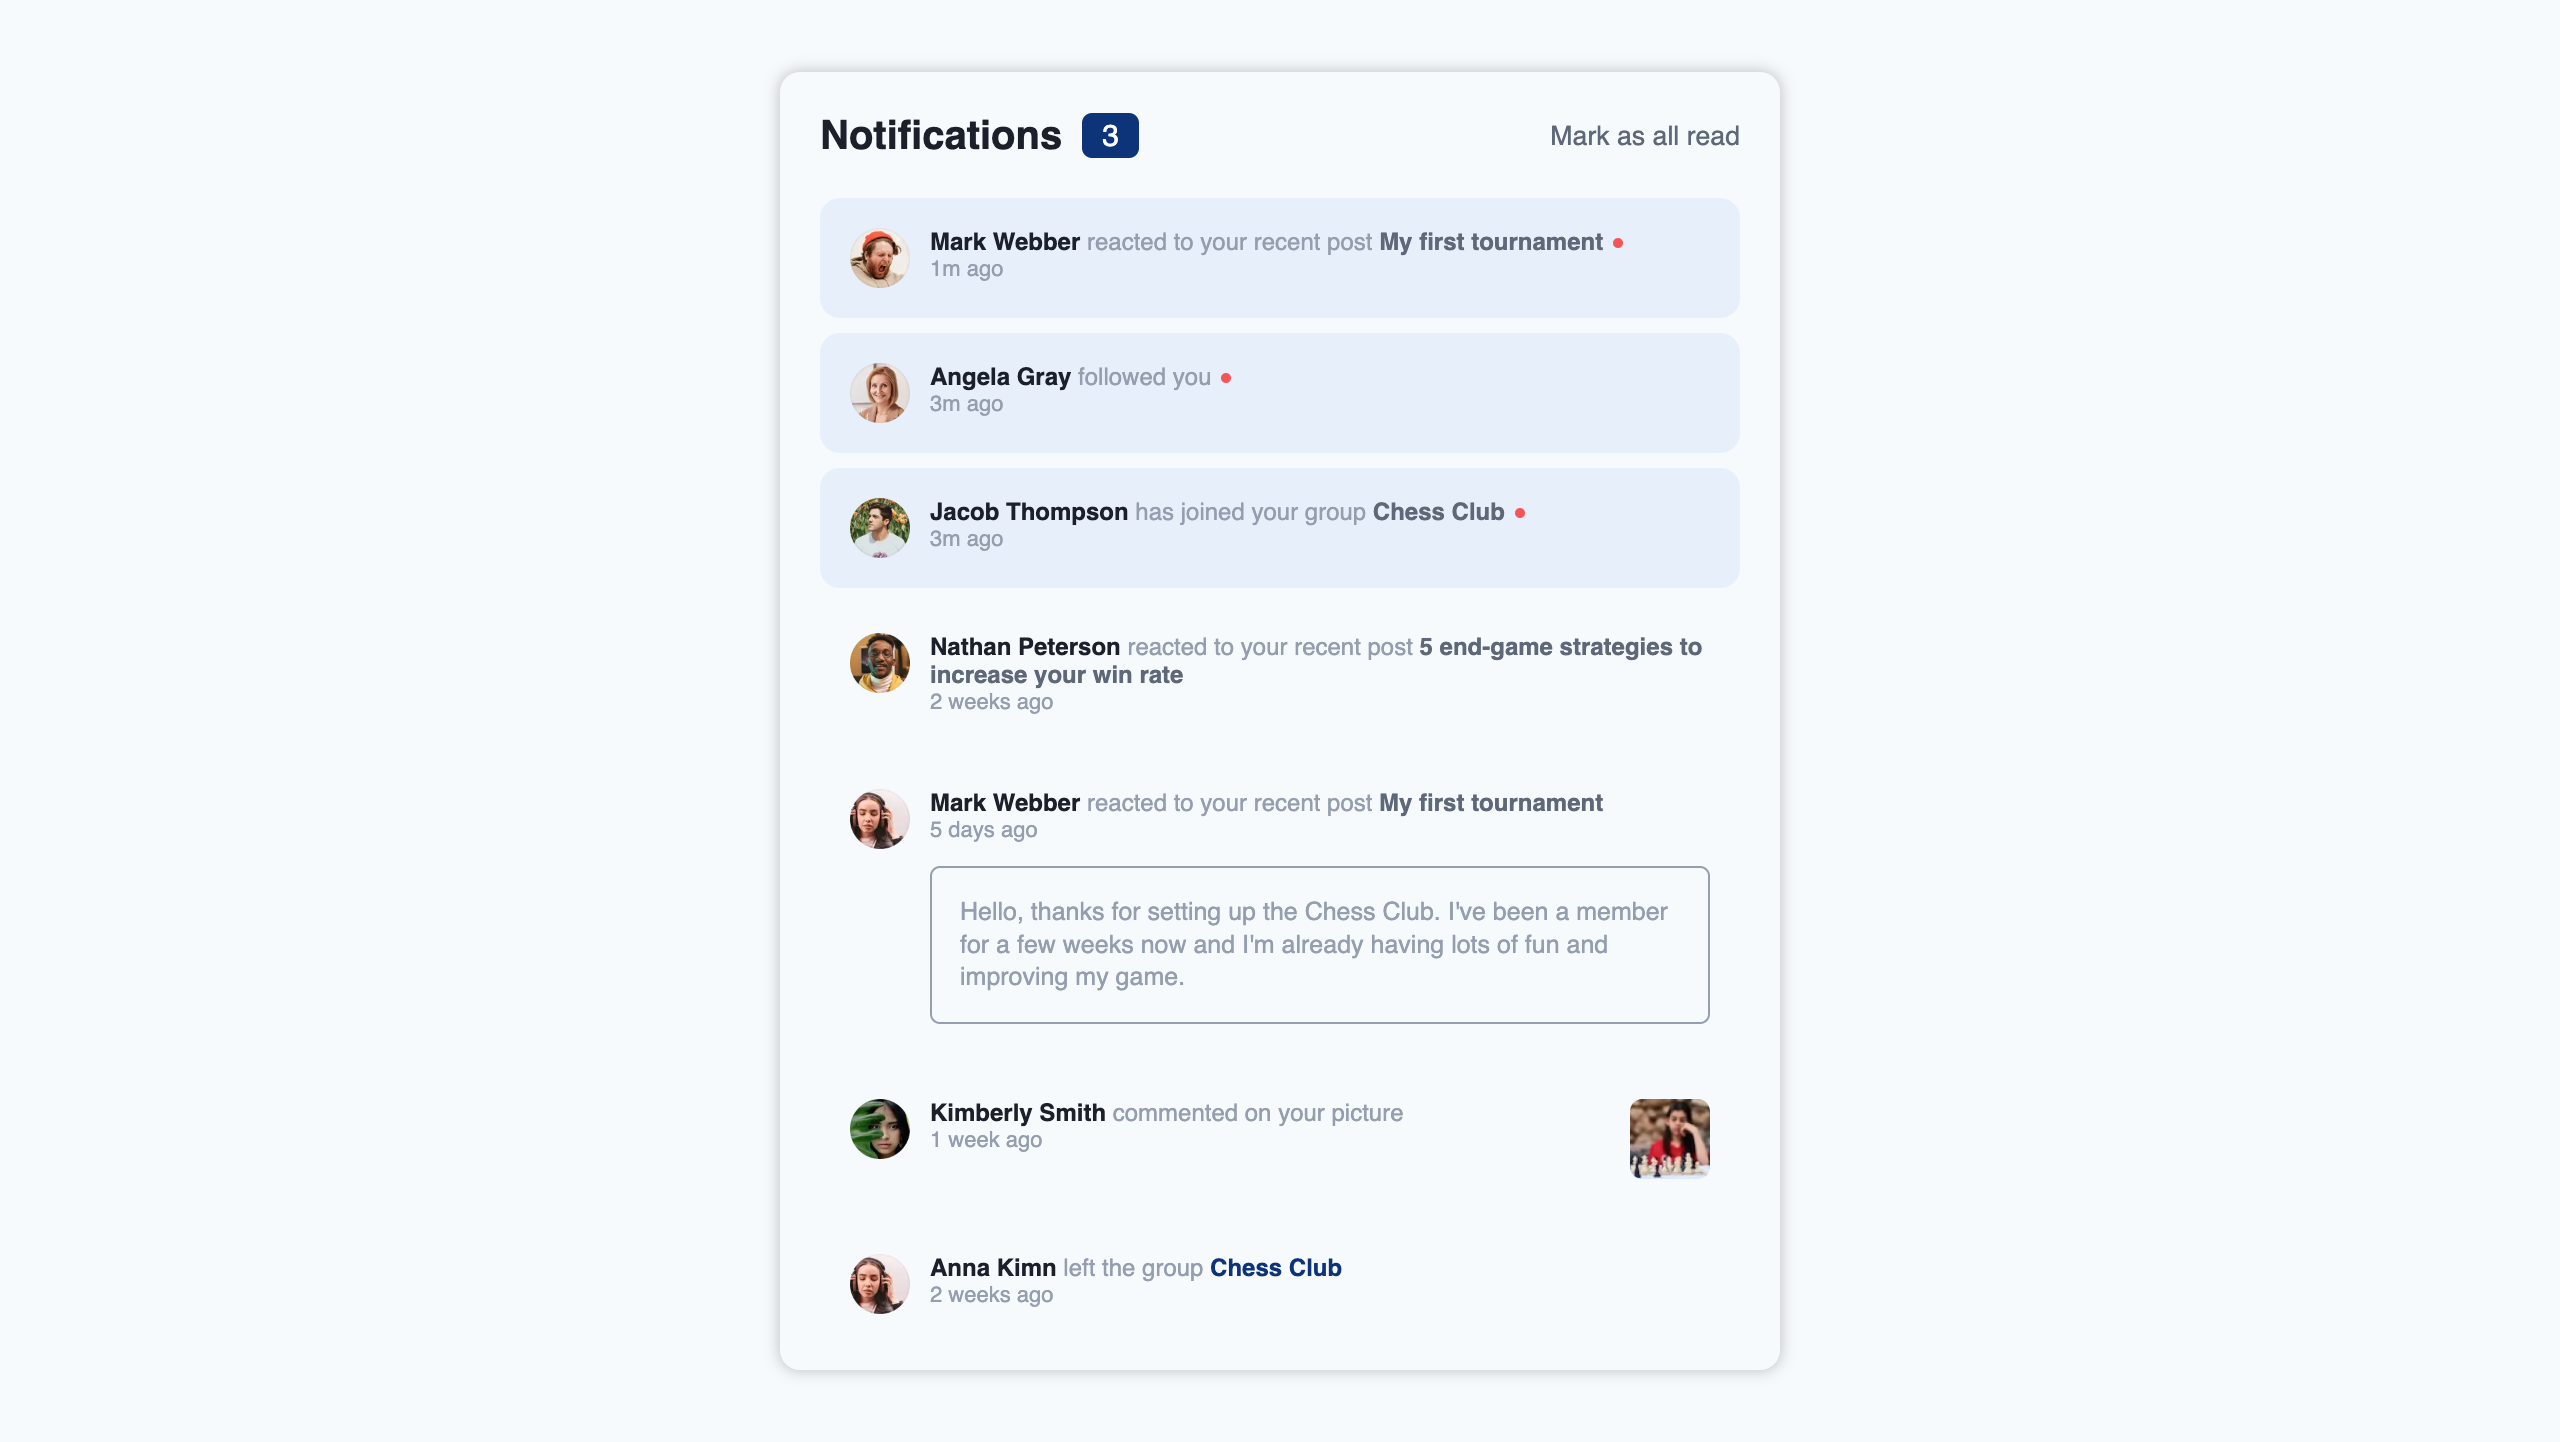 Notifications 3
Mark as all read
Mark Webber reacted to your recent post My first tournament
1m ago
Angela Gray followed you
3m ago
Jacob Thompson has joined your group Chess Club
3m ago
Nathan Peterson reacted to your recent post 5 end-game strategies to
increase your win rate
2 weeks ago
Mark Webber reacted to your recent post My first tournament
5 days ago
Hello, thanks for setting up the Chess Club. I've been a member
for a few weeks now and I'm already having lots of fun and
improving my game.
Kimberly Smith commented on your picture
1 week ago
Anna Kimn left the group Chess Club
2 weeks ago